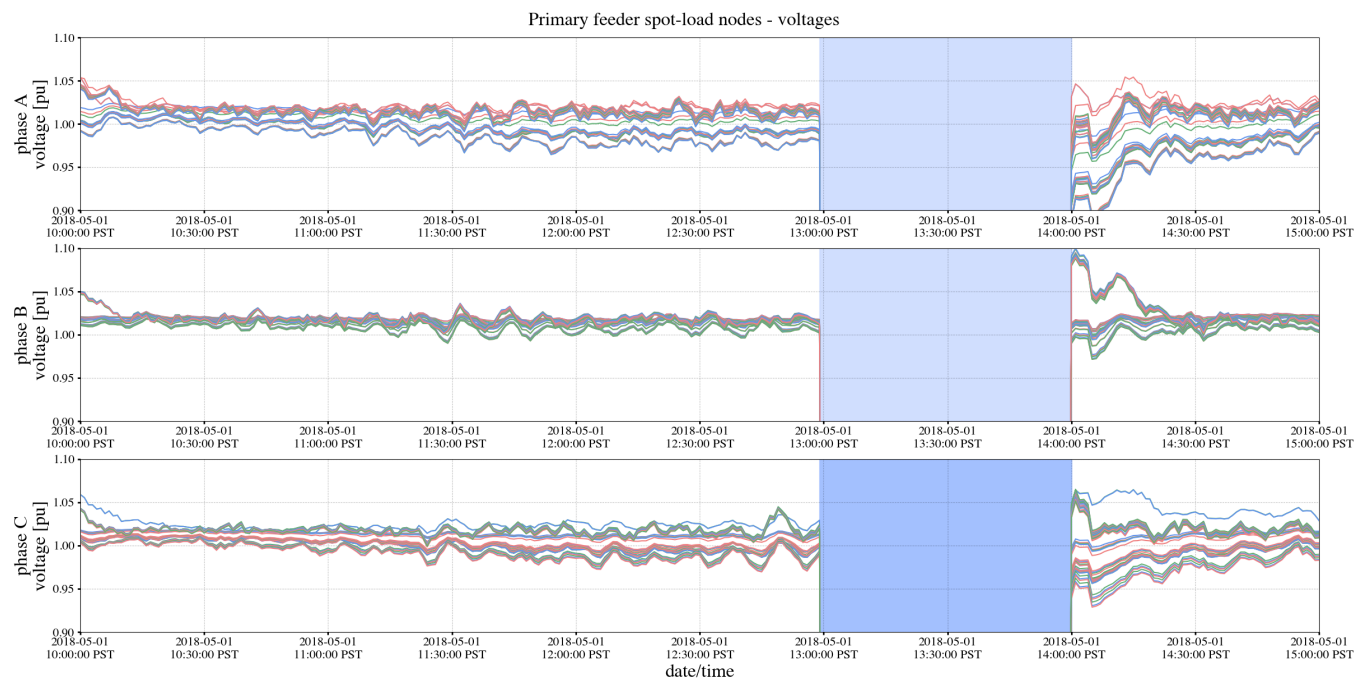 Primary feeder spot-load nodes - voltages
phase A
voltage [pu]
1.10
1.05
1.00
0.95
0.90
2018-05-01 2018-05-01 2018-05-01 2018-05-01 2018-05-01 2018-05-01 2018-05-01 2018-05-01 2018-05-01 2018-05-01 2018-05-01
10:00:00 PST 10:30:00 PST 11:00:00 PST 11:30:00 PST 12:00:00 PST 12:30:00 PST 13:00:00 PST 13:30:00 PST 14:00:00 PST 14:30:00 PST 15:00:00 PST
phase B
voltage [pu]
1.10
1.05
1.00
0.95
0.90
2018-05-01 2018-05-01 2018-05-01 2018-05-01 2018-05-01 2018-05-01 2018-05-01 2018-05-01 2018-05-01 2018-05-01 2018-05-01
10:00:00 PST 10:30:00 PST 11:00:00 PST 11:30:00 PST 12:00:00 PST 12:30:00 PST 13:00:00 PST 13:30:00 PST 14:00:00 PST 14:30:00 PST 15:00:00 PST
phase C
voltage [pu]
1.10
1.05
1.00
0.95
0.90
2018-05-01 2018-05-01 2018-05-01 2018-05-01 2018-05-01 2018-05-01 2018-05-01 2018-05-01 2018-05-01 2018-05-01 2018-05-01
10:00:00 PST 10:30:00 PST 11:00:00 PST 11:30:00 PST 12:00:00 PST 12:30:00 PST 13:00:00 PST 13:30:00 PST 14:00:00 PST 14:30:00 PST 15:00:00 PST
date/time